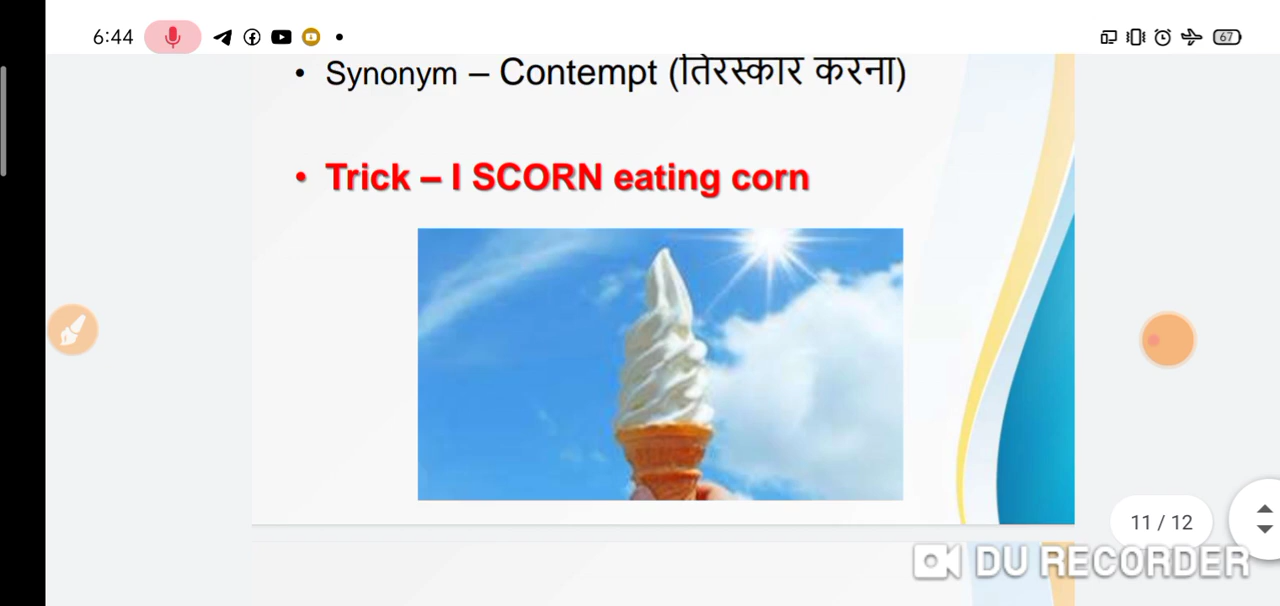 6:44
67
• Synonym – Contempt (तिरस्कार करना)
• Trick – I SCORN eating corn
11 / 12
DU RECORDER